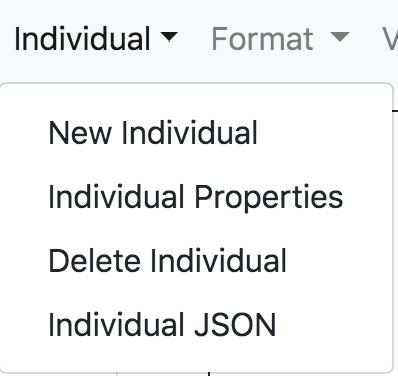 Individual Format
New Individual
Individual Properties
Delete Individual
Individual JSON